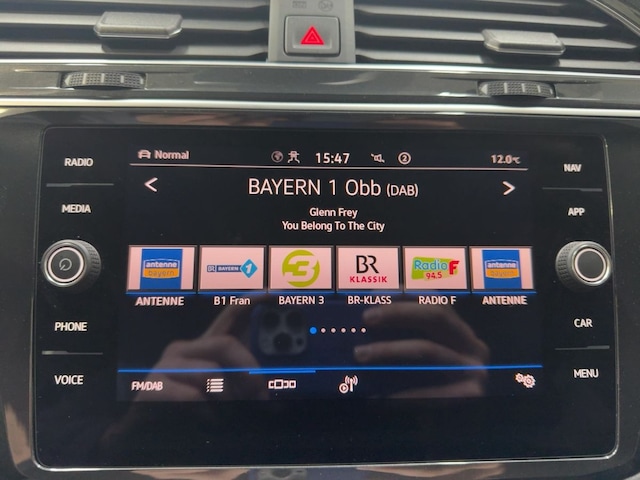 RADIO
MEDIA
PHONE
VOICE
Normal
15:47
2
12.0°C
BAYERN 1 Obb (DAB)
Glenn Frey
You Belong To The City
antenne
bayern
BR BAYERN 1
3
BR
KLASSIK
Radio F
94,5
antenne
bayern
ANTENNE
B1 Fran
BAYERN 3
BR-KLASS
RADIO F
ANTENNE
FM/DAB
NAV
APP
CAR
MENU